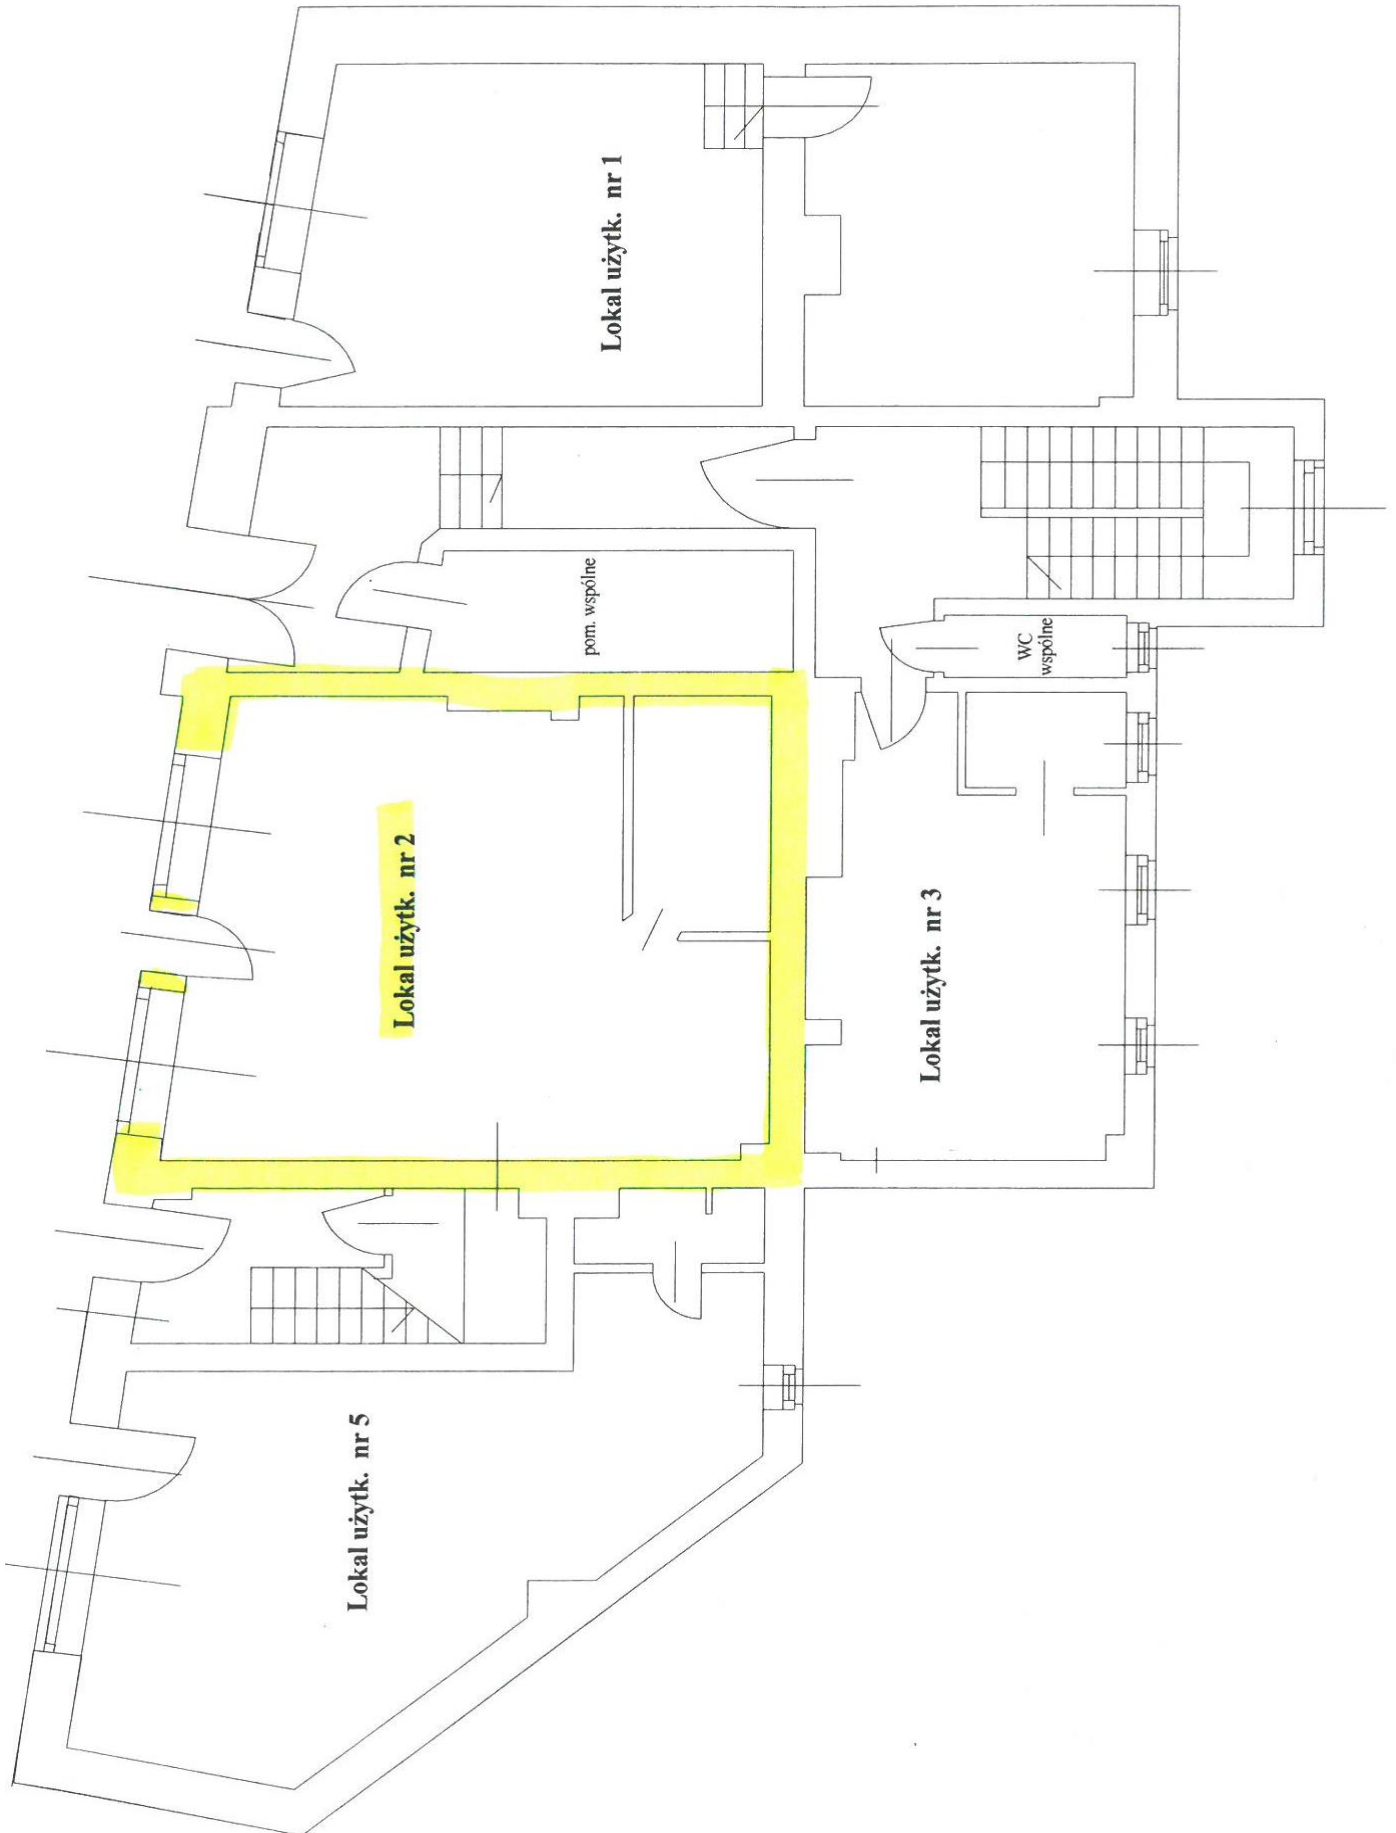 Lokal użytk. nr 1
pom. wspólne
WC
wspólne
Lokal użytk. nr 2
Lokal użytk. nr 3
Lokal użytk. nr 5